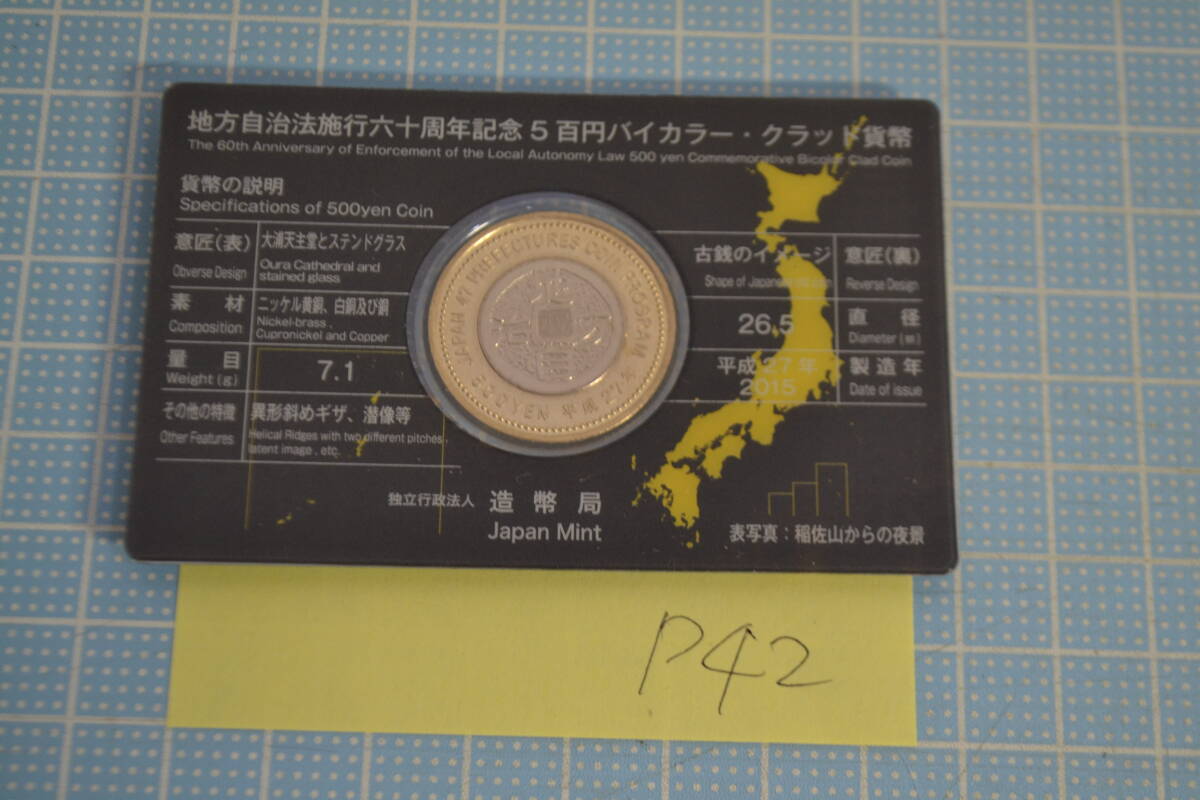 地方自治法施行六十周年記念5百円バイカラー・クラッド貨幣
The 60th Anniversary of Enforcement of the Local Autonomy Law 500 yen Commemorative Bicolor Clad Coin
貨幣の説明
Specifications of 500yen Coin
意匠(表)
Obverse Design
大浦天主堂とステンドグラス
Oura Cathedral and
stained glass
素材
Composition
ニッケル黄銅、白銅及び銅
Nickel-brass,
Cupronickel and Copper
量目
Weight (g)
7.1
その他の特徴
Other Features
異形斜めギザ、潜像等
Helical Ridges with two different pitches,
latent image, etc.
JAPAN 47 PREFECTURES COIN PROGRAM
500YEN 平成27年
古銭のイメージ
Shape of Japanese
意匠(裏)
Reverse Design
26.5
直径
Diameter (㎜)
平成27年
2015
製造年
Date of issue
独立行政法人 造幣局
Japan Mint
表写真:稲佐山からの夜景
P42